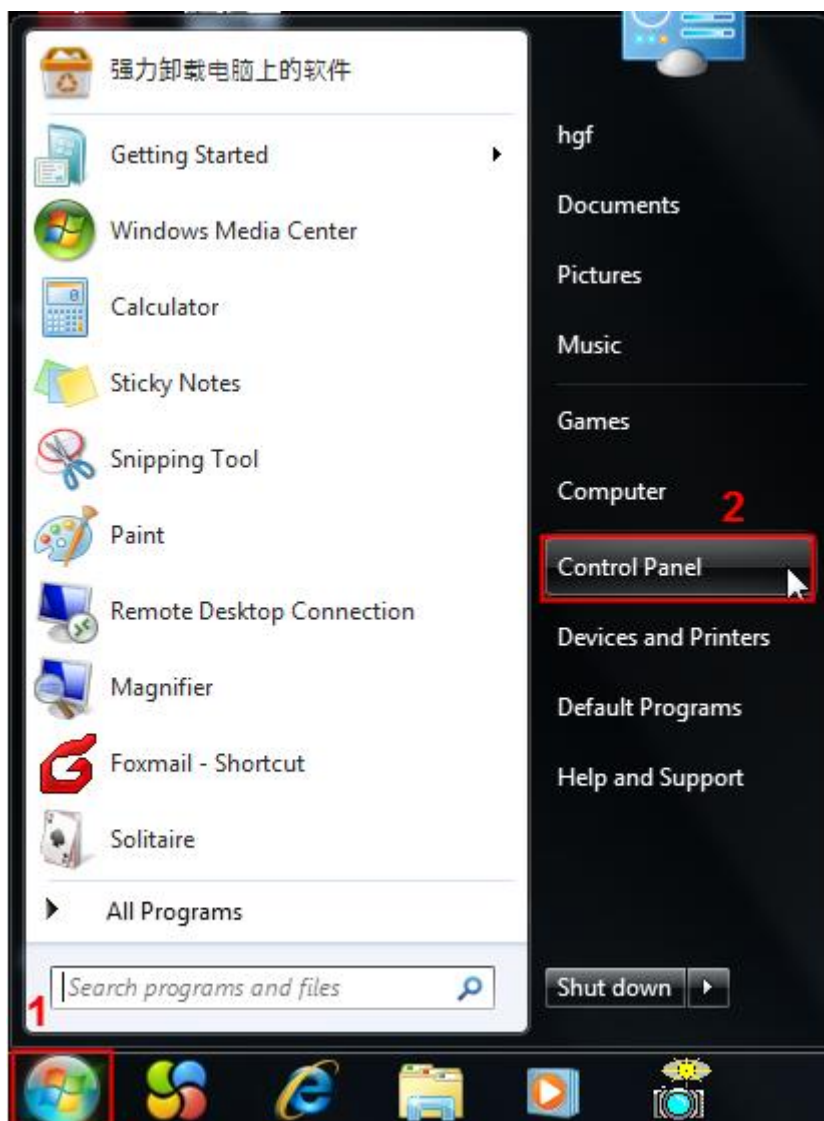 强力卸载电脑上的软件
Getting Started
Windows Media Center
Calculator
Sticky Notes
Snipping Tool
Paint
Remote Desktop Connection
Magnifier
Foxmail - Shortcut
Solitaire
All Programs
Search programs and files
1
hgf
Documents
Pictures
Music
Games
Computer
2
Control Panel
Devices and Printers
Default Programs
Help and Support
Shut down